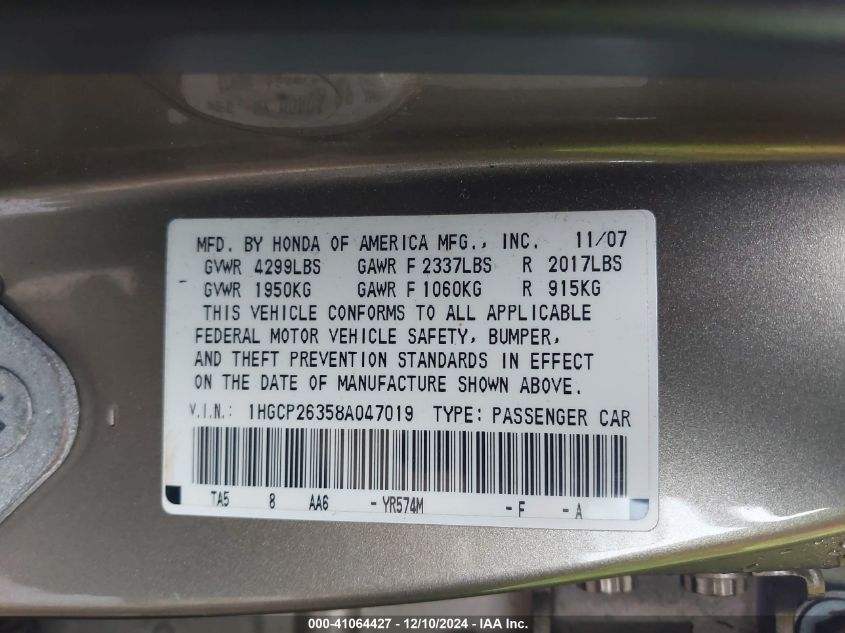 MFD. BY HONDA OF AMERICA MFG., INC. 11/07
GVWR 4299LBS GAWR F 2337LBS R 2017LBS
GVWR 1950KG GAWR F 1060KG R 915KG
THIS VEHICLE CONFORMS TO ALL APPLICABLE
FEDERAL MOTOR VEHICLE SAFETY, BUMPER,
AND THEFT PREVENTION STANDARDS IN EFFECT
ON THE DATE OF MANUFACTURE SHOWN ABOVE.
V.I.N.: 1HGCP26358A047019 TYPE: PASSENGER CAR
TA5 8 AA6 - YR574M - F - A
000-41064427 - 12/10/2024 - IAA Inc.